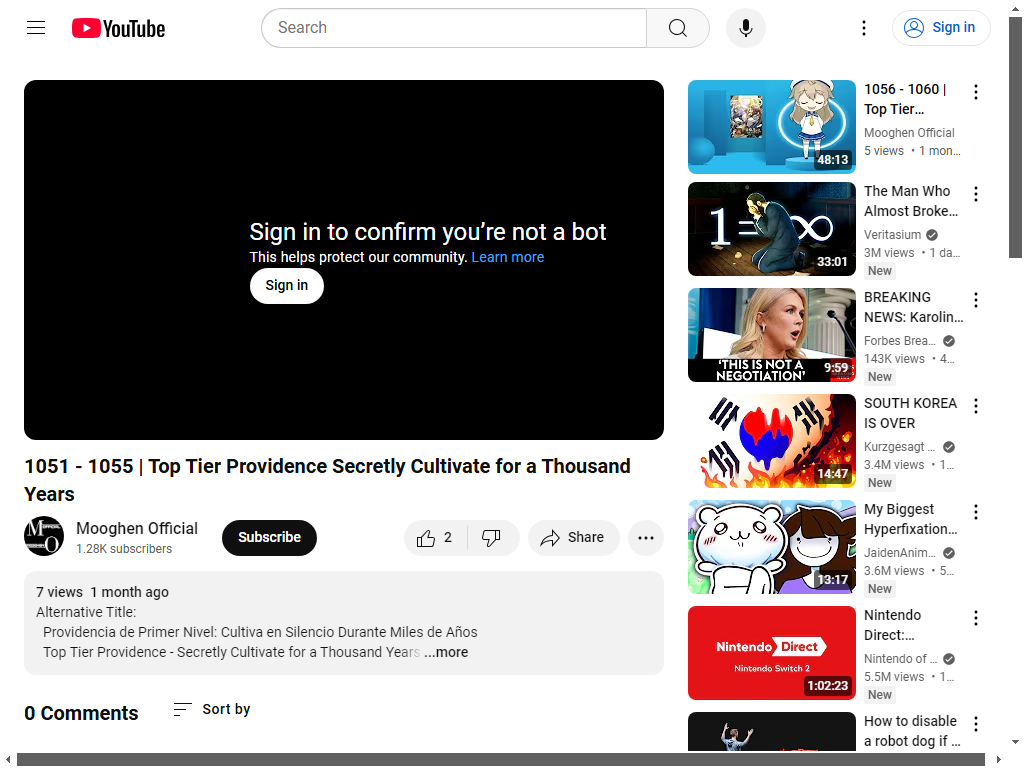 YouTube
Search
Sign in
Sign in to confirm you’re not a bot
This helps protect our community. Learn more
Sign in
1051 - 1055 | Top Tier Providence Secretly Cultivate for a Thousand
Years
Mooghen Official
1.28K subscribers
Subscribe
2
Share
7 views 1 month ago
Alternative Title:
Providencia de Primer Nivel: Cultiva en Silencio Durante Miles de Años
Top Tier Providence - Secretly Cultivate for a Thousand Years ...more
0 Comments
Sort by
48:13
1056 - 1060 |
Top Tier…
Mooghen Official
5 views • 1 mon…
1=∞
33:01
The Man Who
Almost Broke…
Veritasium
3M views • 1 da…
New
'THIS IS NOT A
NEGOTIATION'
9:59
BREAKING
NEWS: Karolin…
Forbes Brea…
143K views • 4…
New
14:47
SOUTH KOREA
IS OVER
Kurzgesagt …
3.4M views • 1…
New
13:17
My Biggest
Hyperfixation…
JaidenAnim…
3.6M views • 5…
New
Nintendo Direct
Nintendo Switch 2
1:02:23
Nintendo
Direct:…
Nintendo of …
5.5M views • 1…
New
How to disable
a robot dog if …